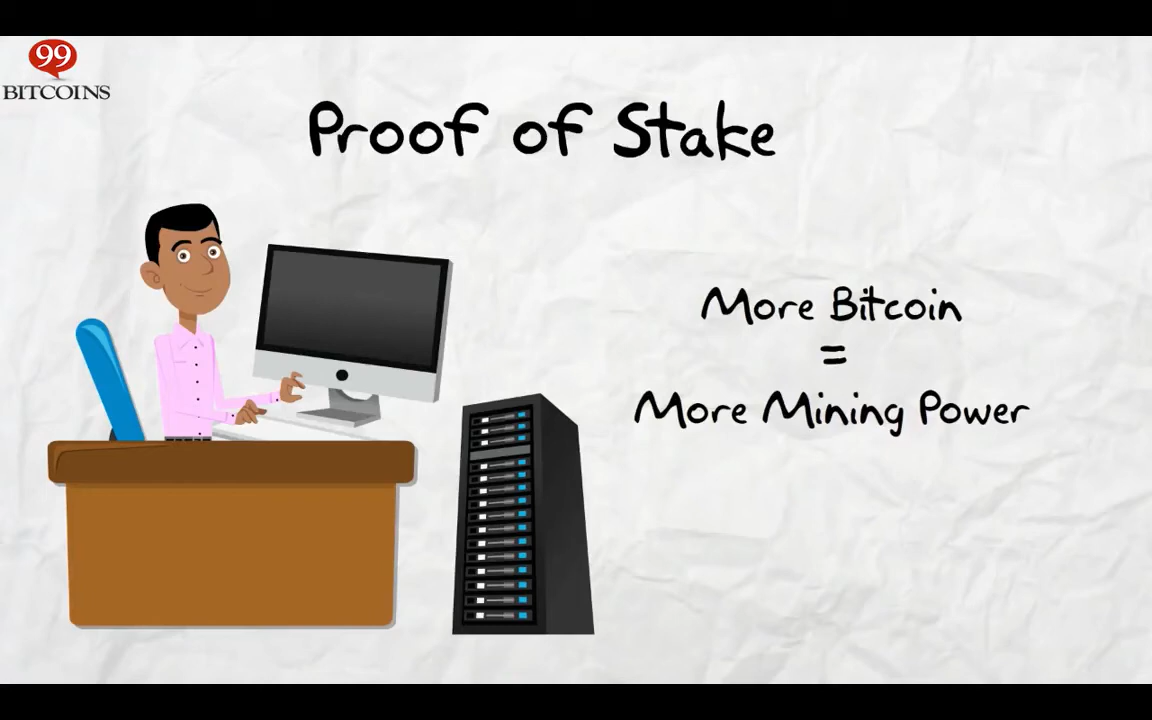 99
BITCOINS
Proof of Stake
More Bitcoin
=
More Mining Power